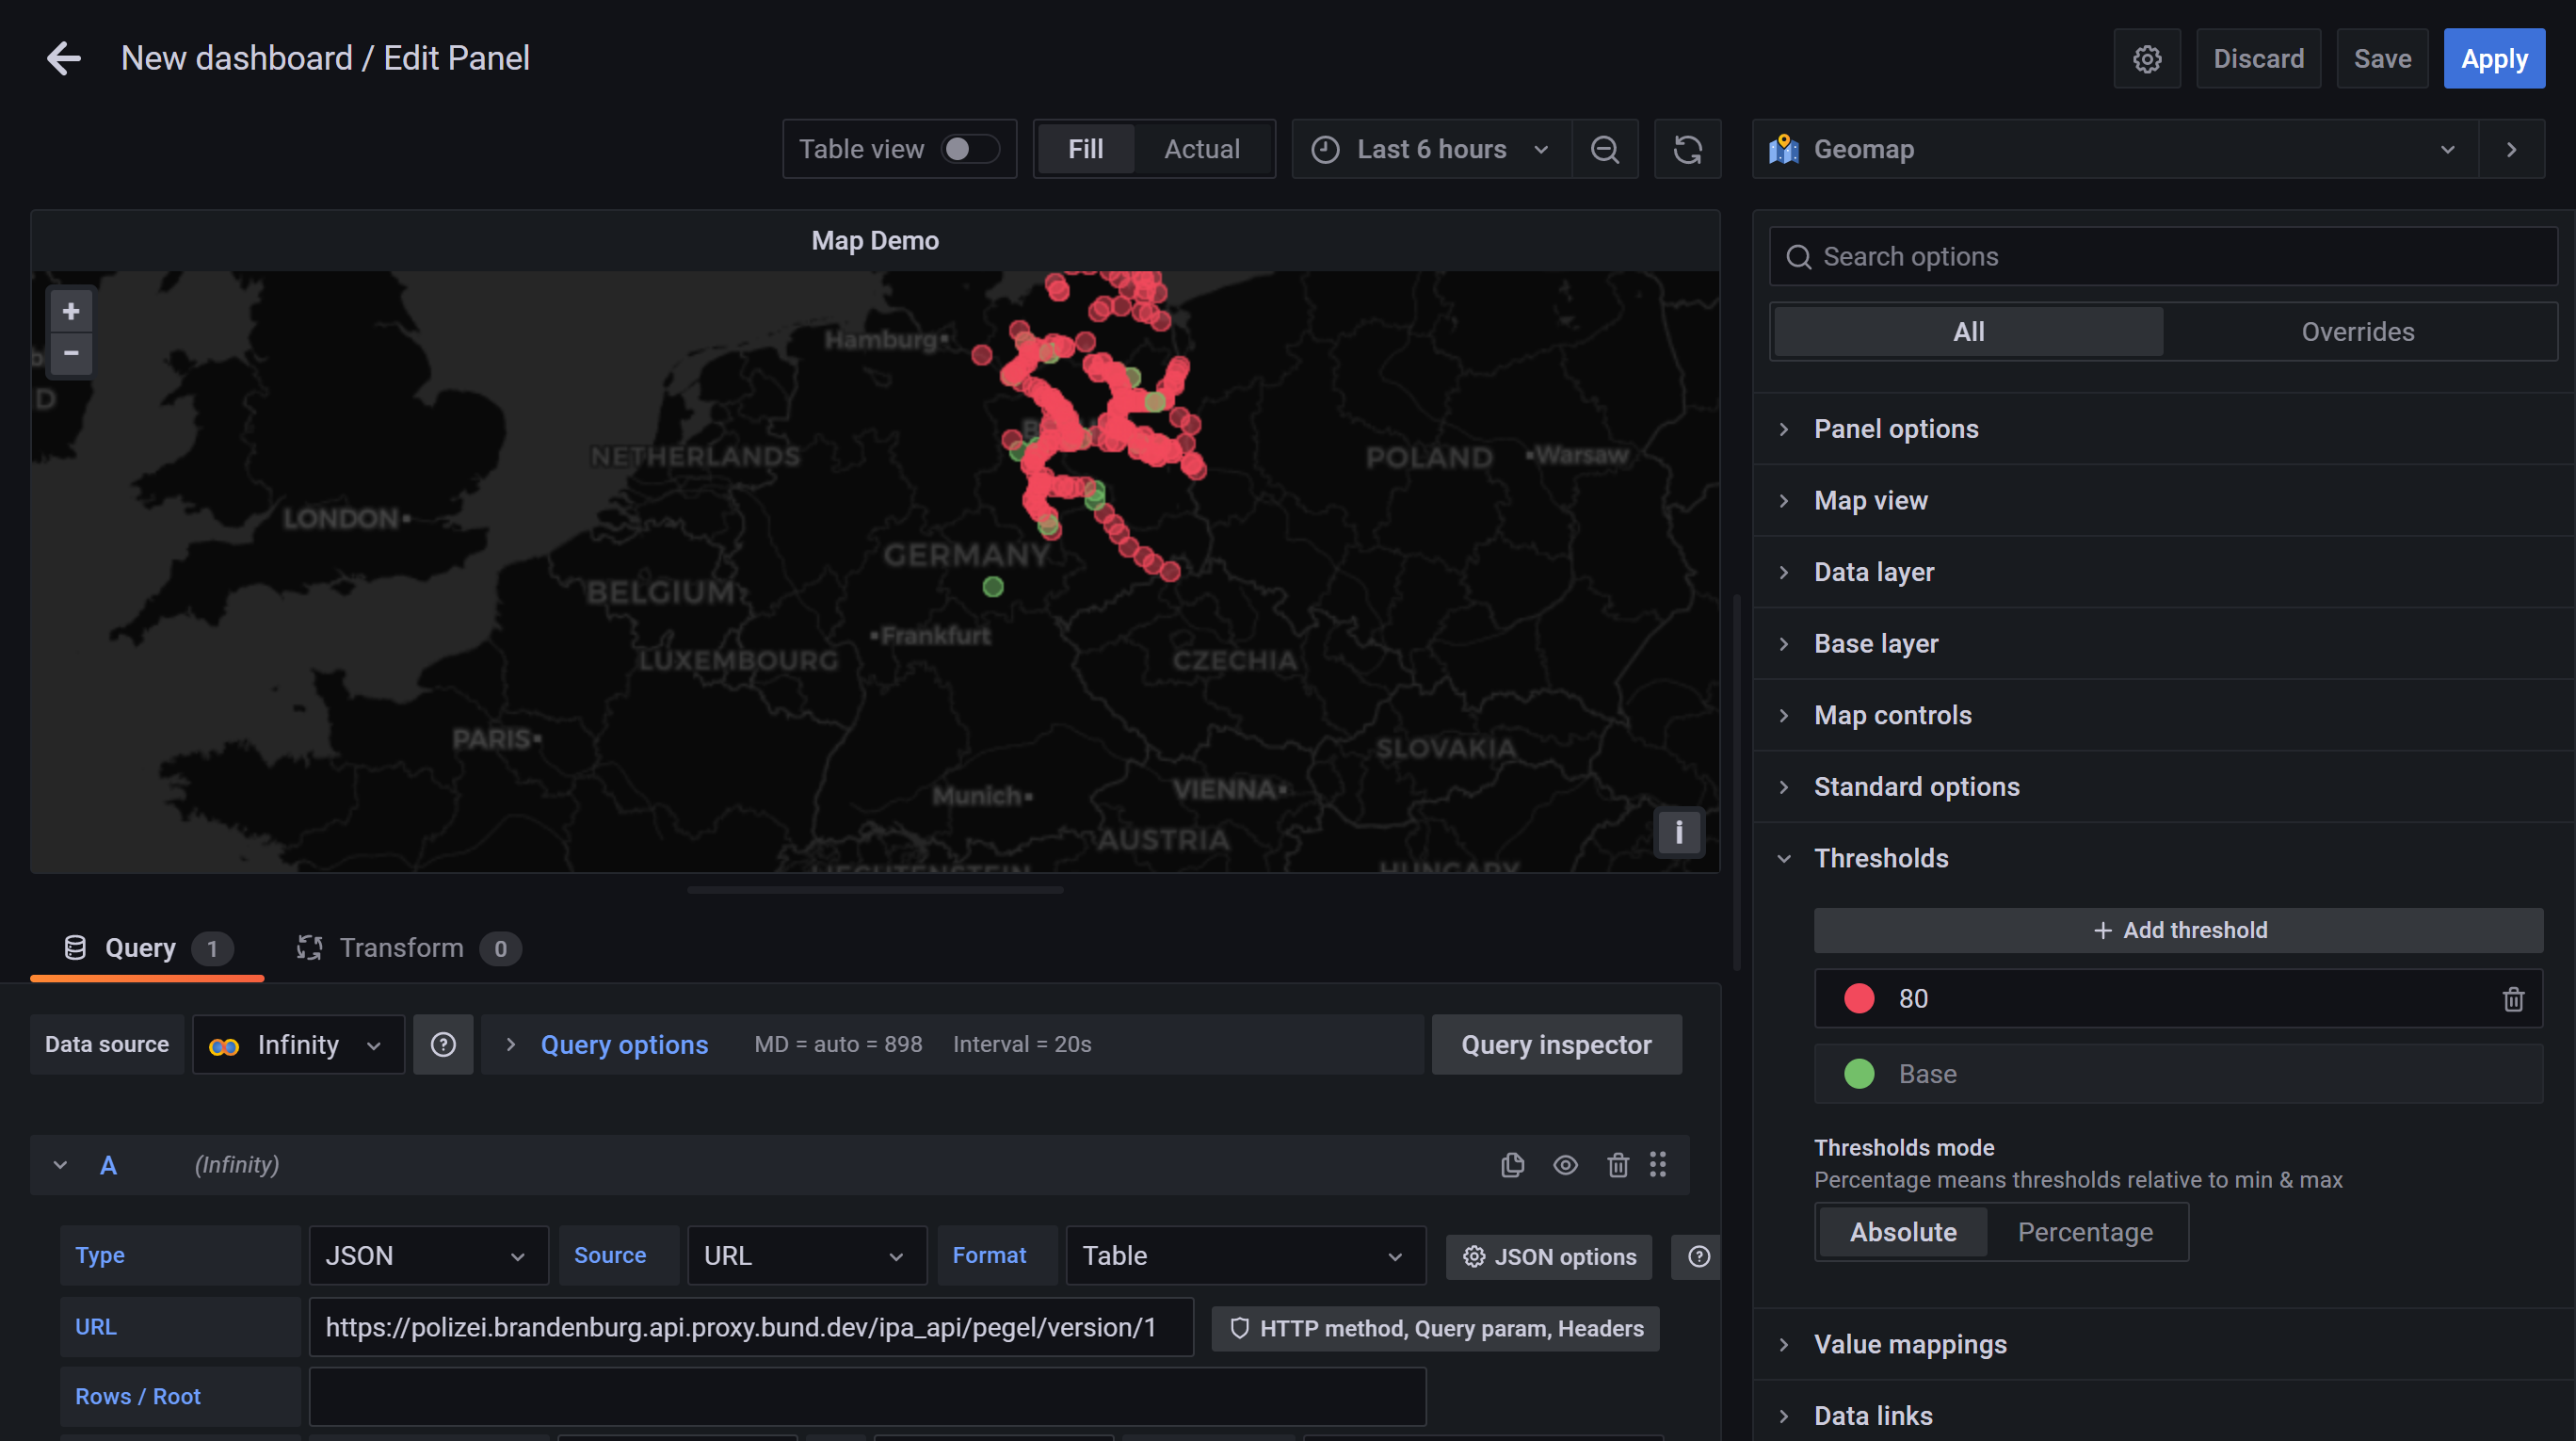 New dashboard / Edit Panel
Discard
Save
Apply
Table view
Fill
Actual
Last 6 hours
Geomap
Map Demo
+
-
Hamburg
NETHERLANDS
POLAND
Warsaw
LONDON
GERMANY
BELGIUM
Frankfurt
LUXEMBOURG
CZECHIA
PARIS
SLOVAKIA
Munich
VIENNA
AUSTRIA
LIECHTENSTEIN
HUNGARY
i
Search options
All
Overrides
Panel options
Map view
Data layer
Base layer
Map controls
Standard options
Thresholds
+ Add threshold
80
Base
Thresholds mode
Percentage means thresholds relative to min & max
Absolute
Percentage
Value mappings
Data links
Query 1
Transform 0
Data source
Infinity
Query options
MD = auto = 898
Interval = 20s
Query inspector
A
(Infinity)
Type
JSON
Source
URL
Format
Table
JSON options
URL
https://polizei.brandenburg.api.proxy.bund.dev/ipa_api/pegel/version/1
HTTP method, Query param, Headers
Rows / Root